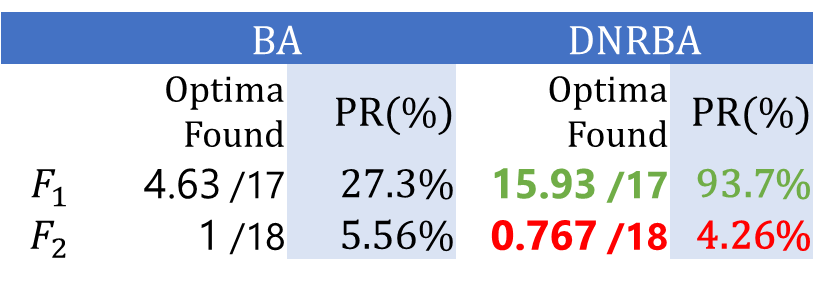 BA DNRBA
Optima Found PR(%) Optima Found PR(%)
F1 4.63 /17 27.3% 15.93 /17 93.7%
F2 1 /18 5.56% 0.767 /18 4.26%